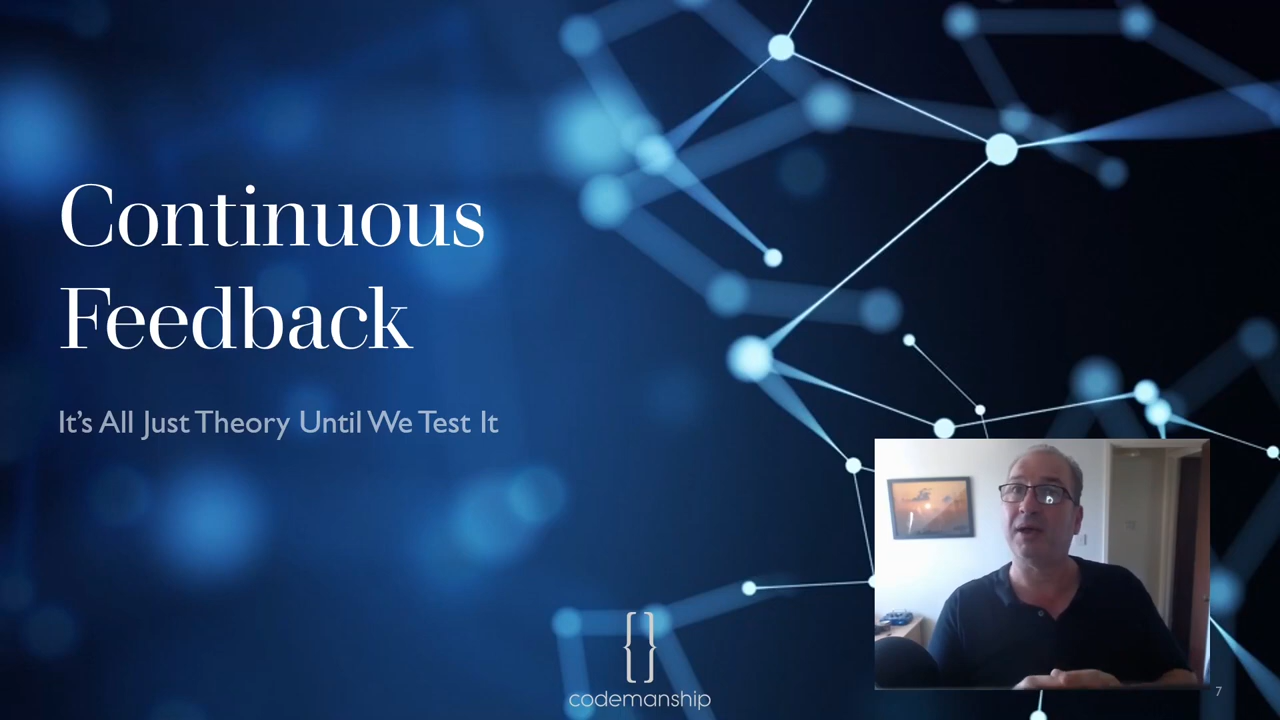 Continuous
Feedback
It's All Just Theory Until We Test It
{}
codemanship
7